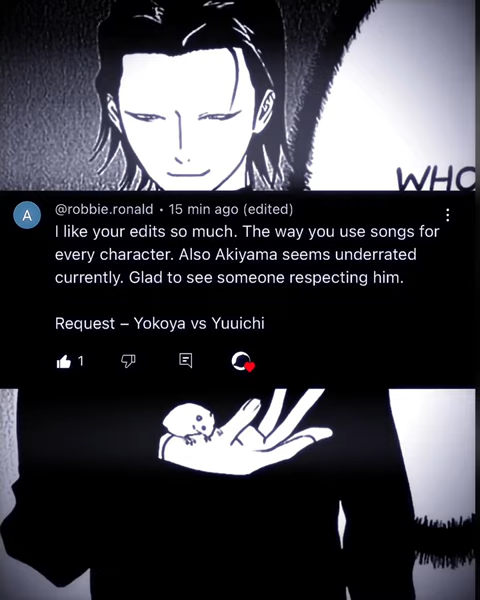 WHO
A
@robbie.ronald • 15 min ago (edited)
I like your edits so much. The way you use songs for
every character. Also Akiyama seems underrated
currently. Glad to see someone respecting him.
Request – Yokoya vs Yuuichi
1